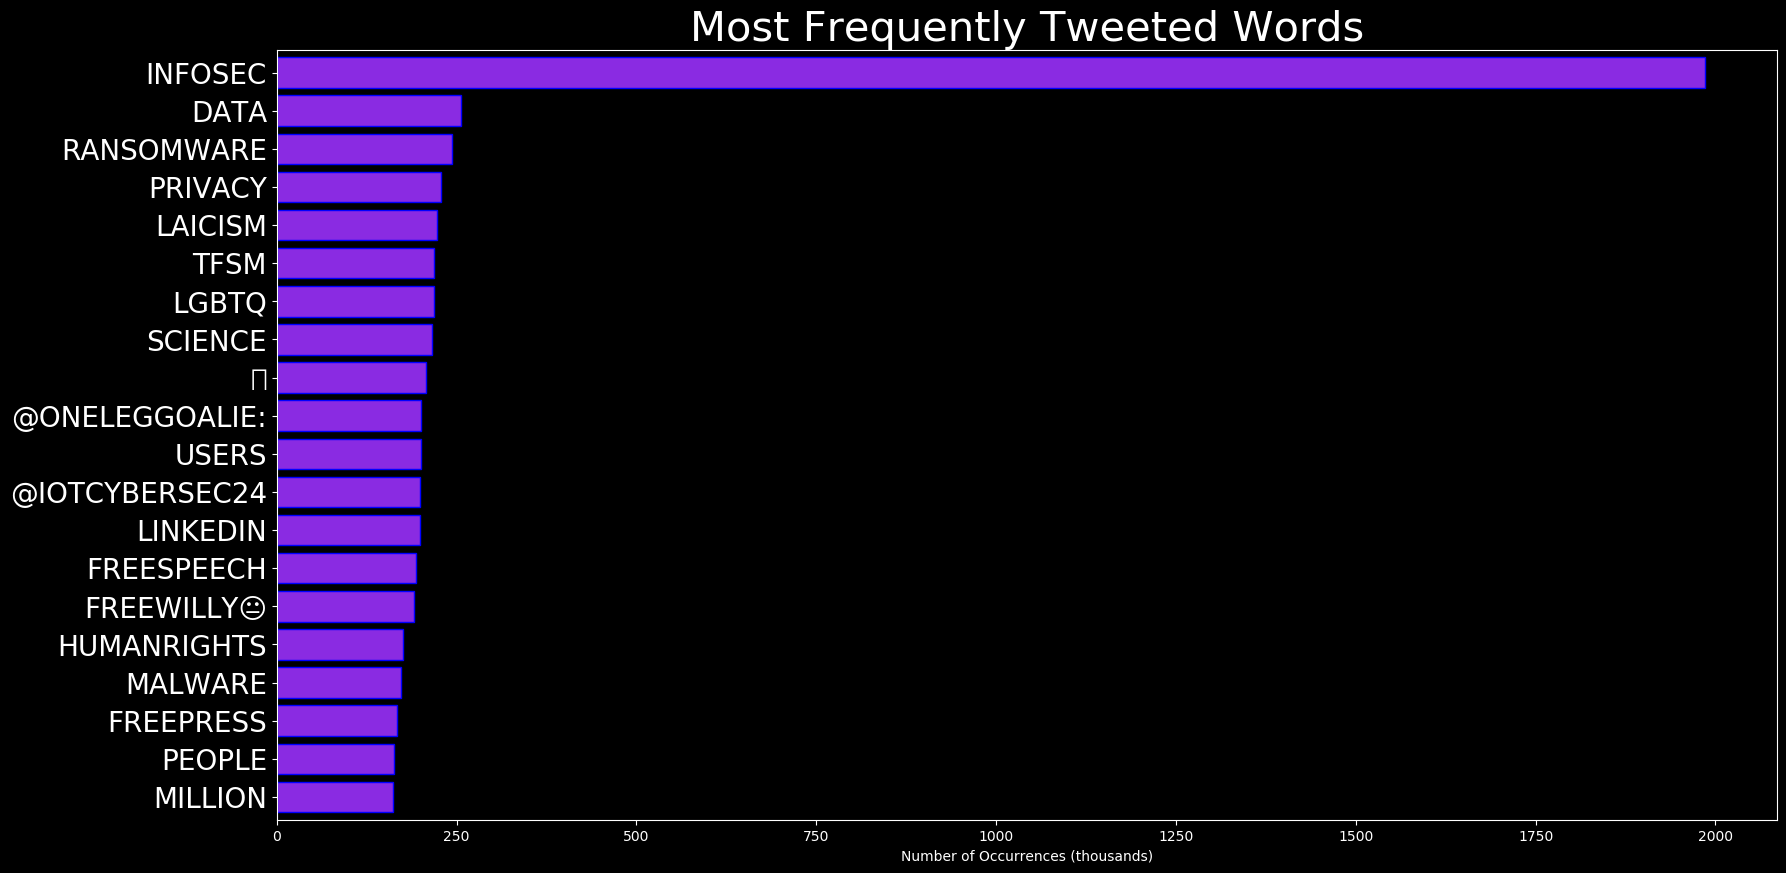 Most Frequently Tweeted Words
INFOSEC
DATA
RANSOMWARE
PRIVACY
LAICISM
TFSM
LGBTQ
SCIENCE
@ONELEGGOALIE:
USERS
@IOTCYBERSEC24
LINKEDIN
FREESPEECH
FREEWILLY😐
HUMANRIGHTS
MALWARE
FREEPRESS
PEOPLE
MILLION
0 250 500 750 1000 1250 1500 1750 2000
Number of Occurrences (thousands)